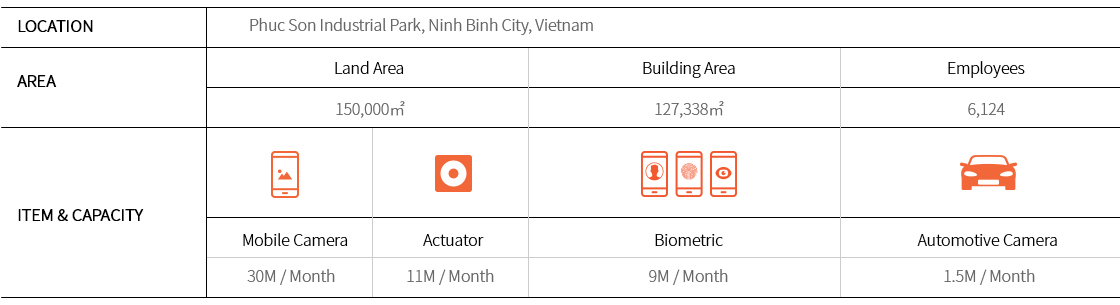 LOCATION Phuc Son Industrial Park, Ninh Binh City, Vietnam
AREA
Land Area Building Area Employees
150,000㎡ 127,338㎡ 6,124
ITEM & CAPACITY
Mobile Camera Actuator Biometric Automotive Camera
30M / Month 11M / Month 9M / Month 1.5M / Month